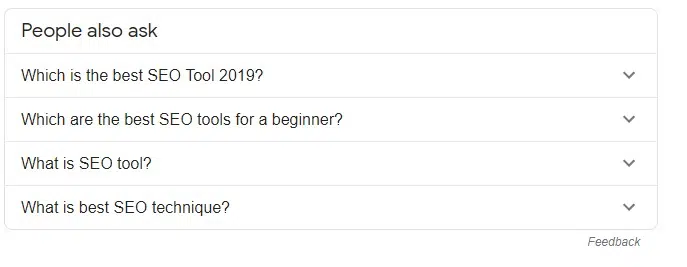 People also ask
Which is the best SEO Tool 2019?
Which are the best SEO tools for a beginner?
What is SEO tool?
What is best SEO technique?
Feedback